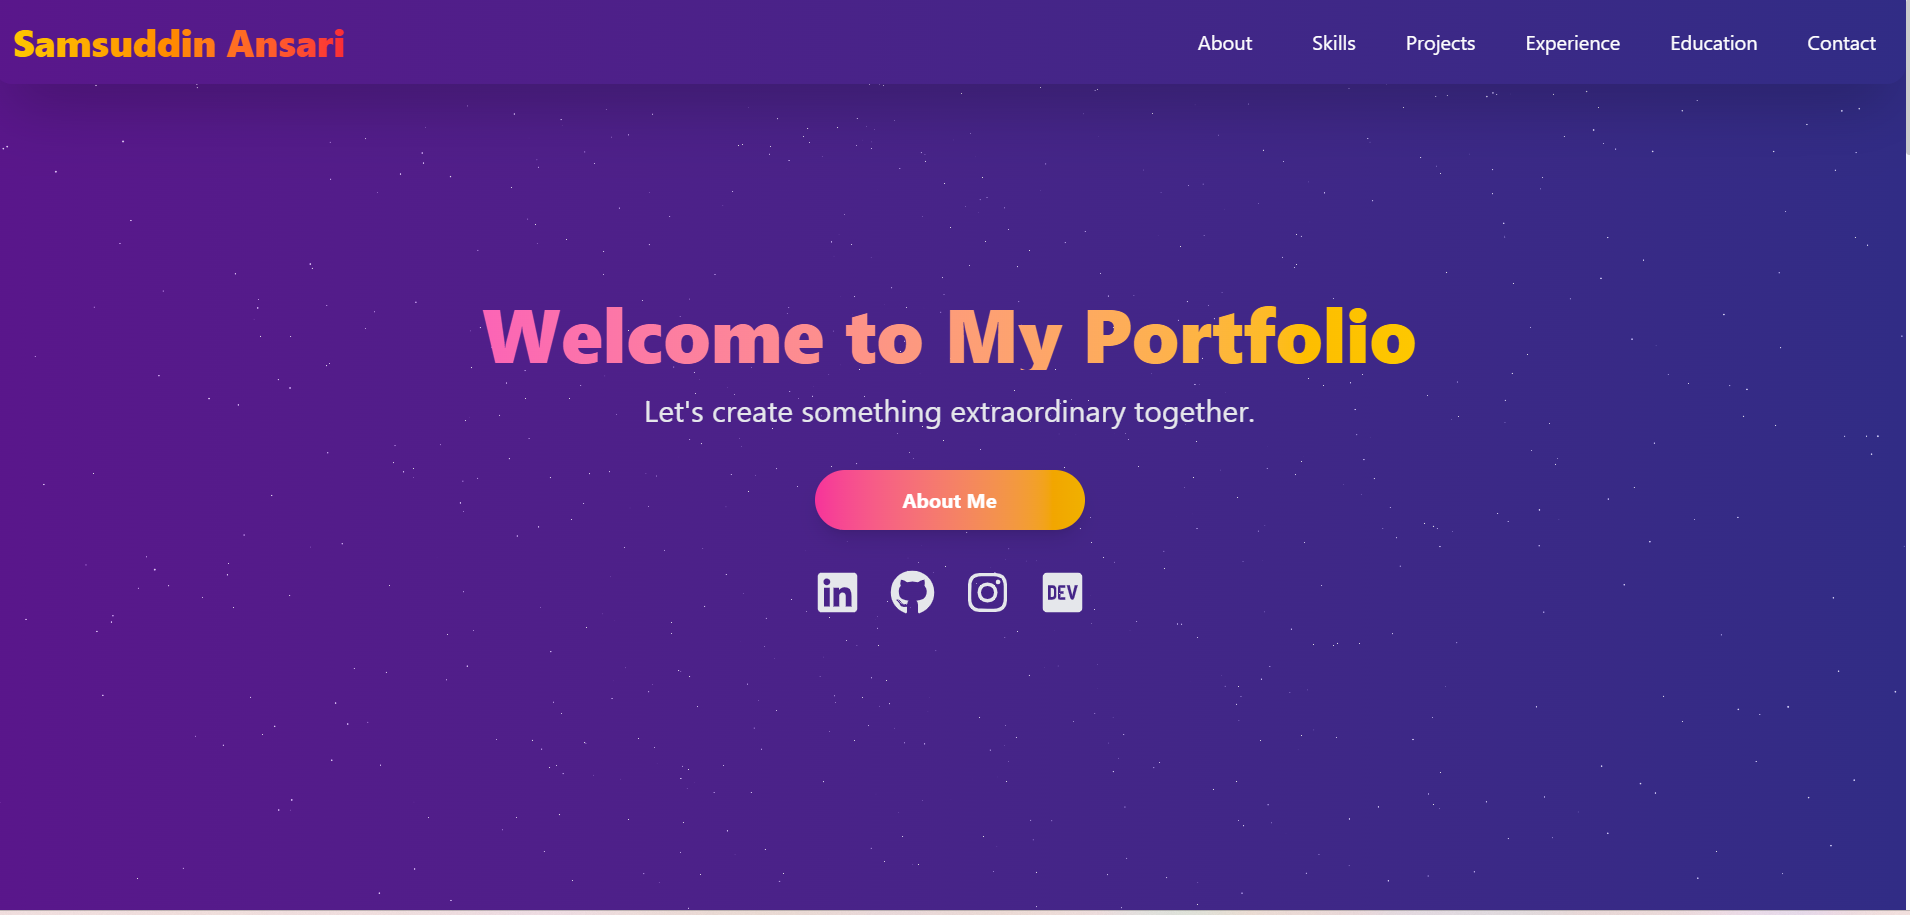 Samsuddin Ansari
About Skills Projects Experience Education Contact
Welcome to My Portfolio
Let's create something extraordinary together.
About Me
in DEV